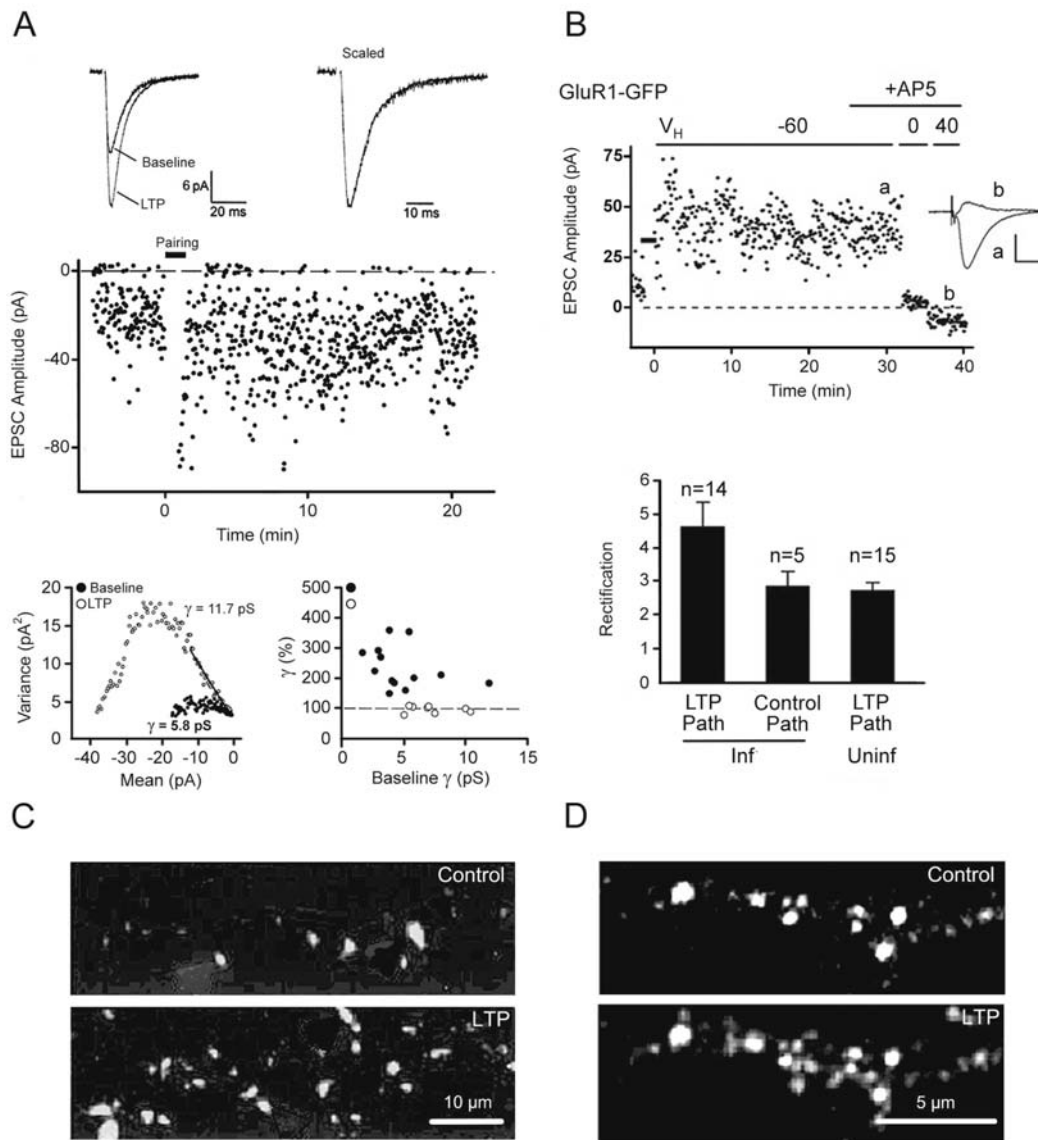 A
Scaled
Baseline
LTP
6 pA
20 ms
10 ms
Pairing
0
-40
-80
EPSC Amplitude (pA)
0
10
20
Time (min)
Baseline
LTP
20
15
10
5
0
Variance (pA²)
γ = 11.7 pS
γ = 5.8 pS
-40
-30
-20
-10
0
Mean (pA)
500
400
300
200
100
0
γ (%)
0
5
10
15
Baseline γ (pS)
B
GluR1-GFP
+AP5
V_H
-60
0
40
75
50
25
0
EPSC Amplitude (pA)
a
b
b
a
0
10
20
30
40
Time (min)
6
5
4
3
2
1
0
Rectification
n=14
n=5
n=15
LTP Path
Control Path
LTP Path
Inf
Uninf
C
Control
LTP
10 µm
D
Control
LTP
5 µm